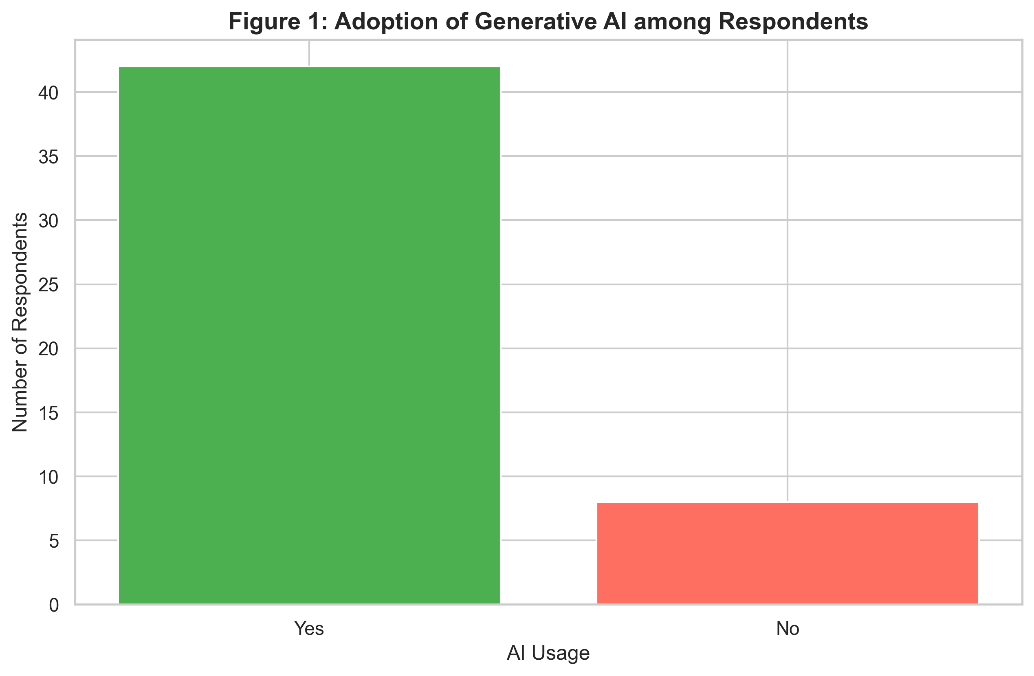 Figure 1: Adoption of Generative AI among Respondents
Number of Respondents
40
35
30
25
20
15
10
5
0
Yes
No
AI Usage